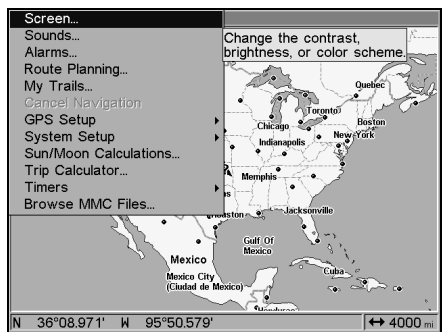 Screen...
Sounds...
Alarms...
Route Planning...
My Trails...
Cancel Navigation
GPS Setup
System Setup
Sun/Moon Calculations...
Trip Calculator...
Timers
Browse MMC Files...
Change the contrast,
brightness, or color scheme.
Quebec
Toronto
Boston
Chicago
New York
Indianapolis
Memphis
Jacksonville
Gulf Of
Mexico
Mexico
Mexico City
(Ciudad de Mexico)
Cuba
N 36°08.971' W 95°50.579' ↔ 4000 mi